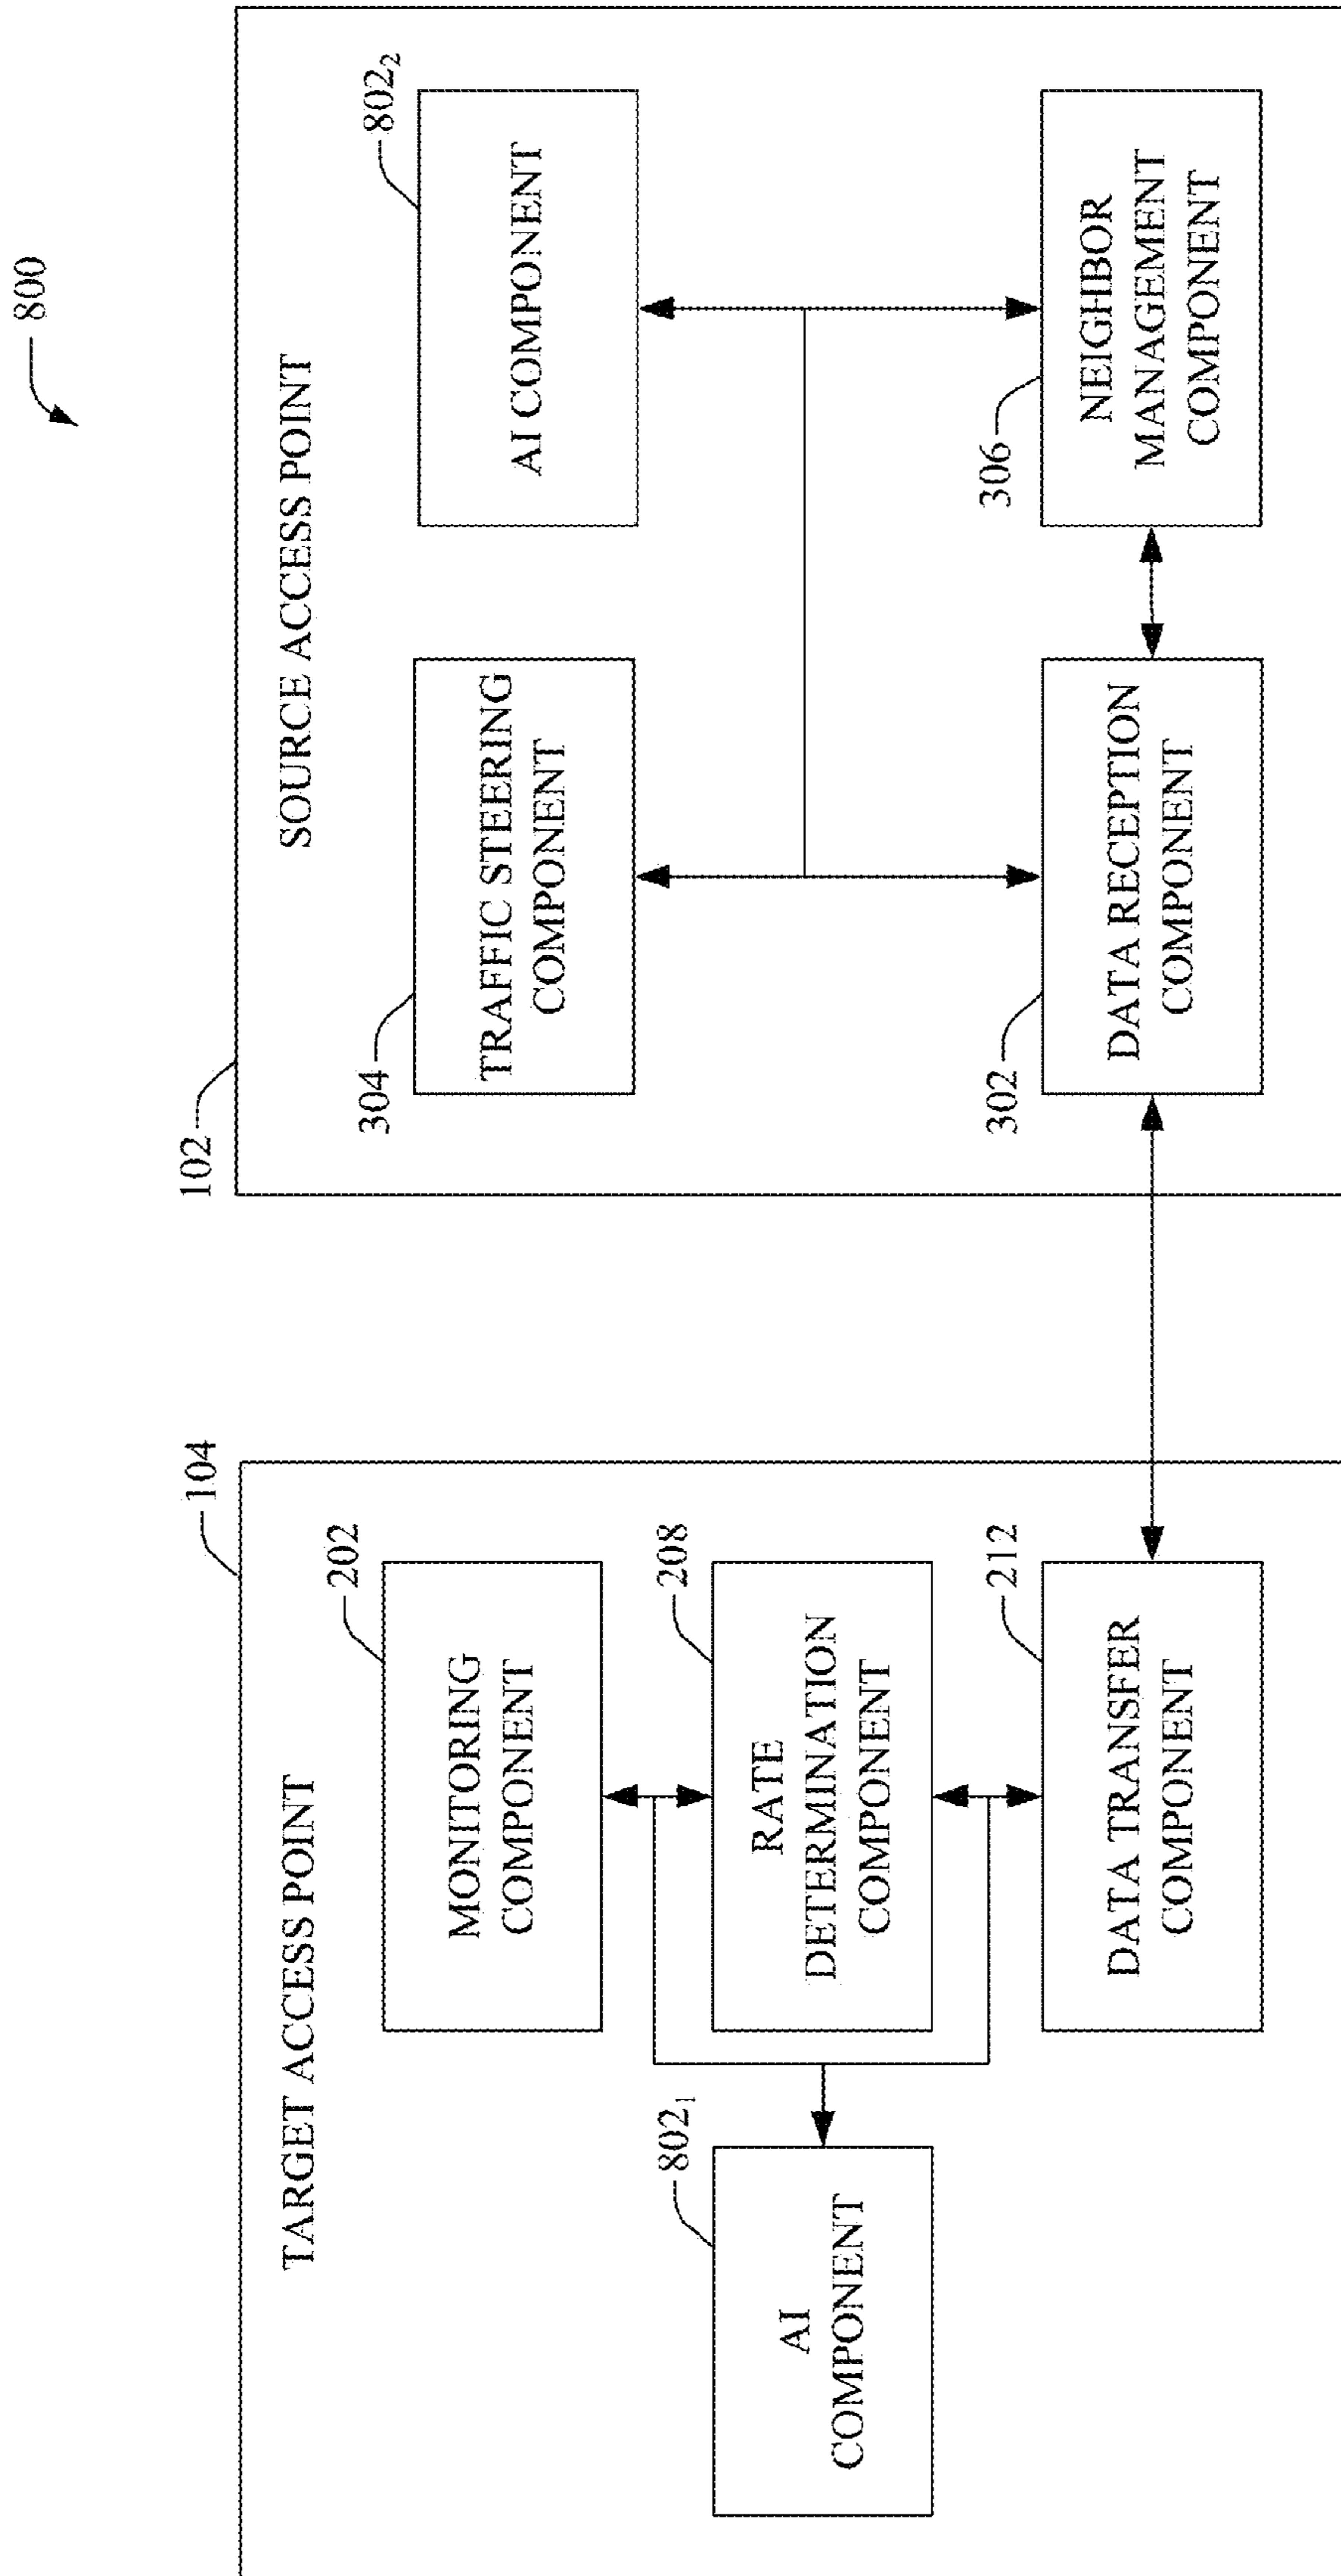 800
TARGET ACCESS POINT
104
MONITORING
COMPONENT
202
AI
COMPONENT
802₁
RATE
DETERMINATION
COMPONENT
208
DATA TRANSFER
COMPONENT
212
102
SOURCE ACCESS POINT
304
TRAFFIC STEERING
COMPONENT
AI COMPONENT
802₂
302
DATA RECEPTION
COMPONENT
306
NEIGHBOR
MANAGEMENT
COMPONENT